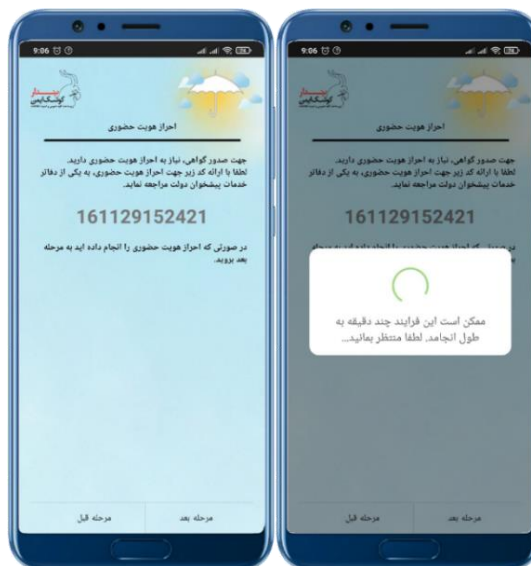 9:06
احراز هویت حضوری
جهت صدور گواهی، نیاز به احراز هویت حضوری دارید.
لطفا با ارائه کد زیر جهت احراز هویت حضوری، به یکی از دفاتر
خدمات پیشخوان دولت مراجعه نماید.
161129152421
در صورتی که احراز هویت حضوری را انجام داده اید به مرحله
بعد بروید.
مرحله بعد
مرحله قبل
9:06
احراز هویت حضوری
جهت صدور گواهی، نیاز به احراز هویت حضوری دارید.
لطفا با ارائه کد زیر جهت احراز هویت حضوری، به یکی از دفاتر
خدمات پیشخوان دولت مراجعه نماید.
161129152421
ممکن است این فرایند چند دقیقه به
طول انجامد. لطفا منتظر بمانید...
مرحله بعد
مرحله قبل